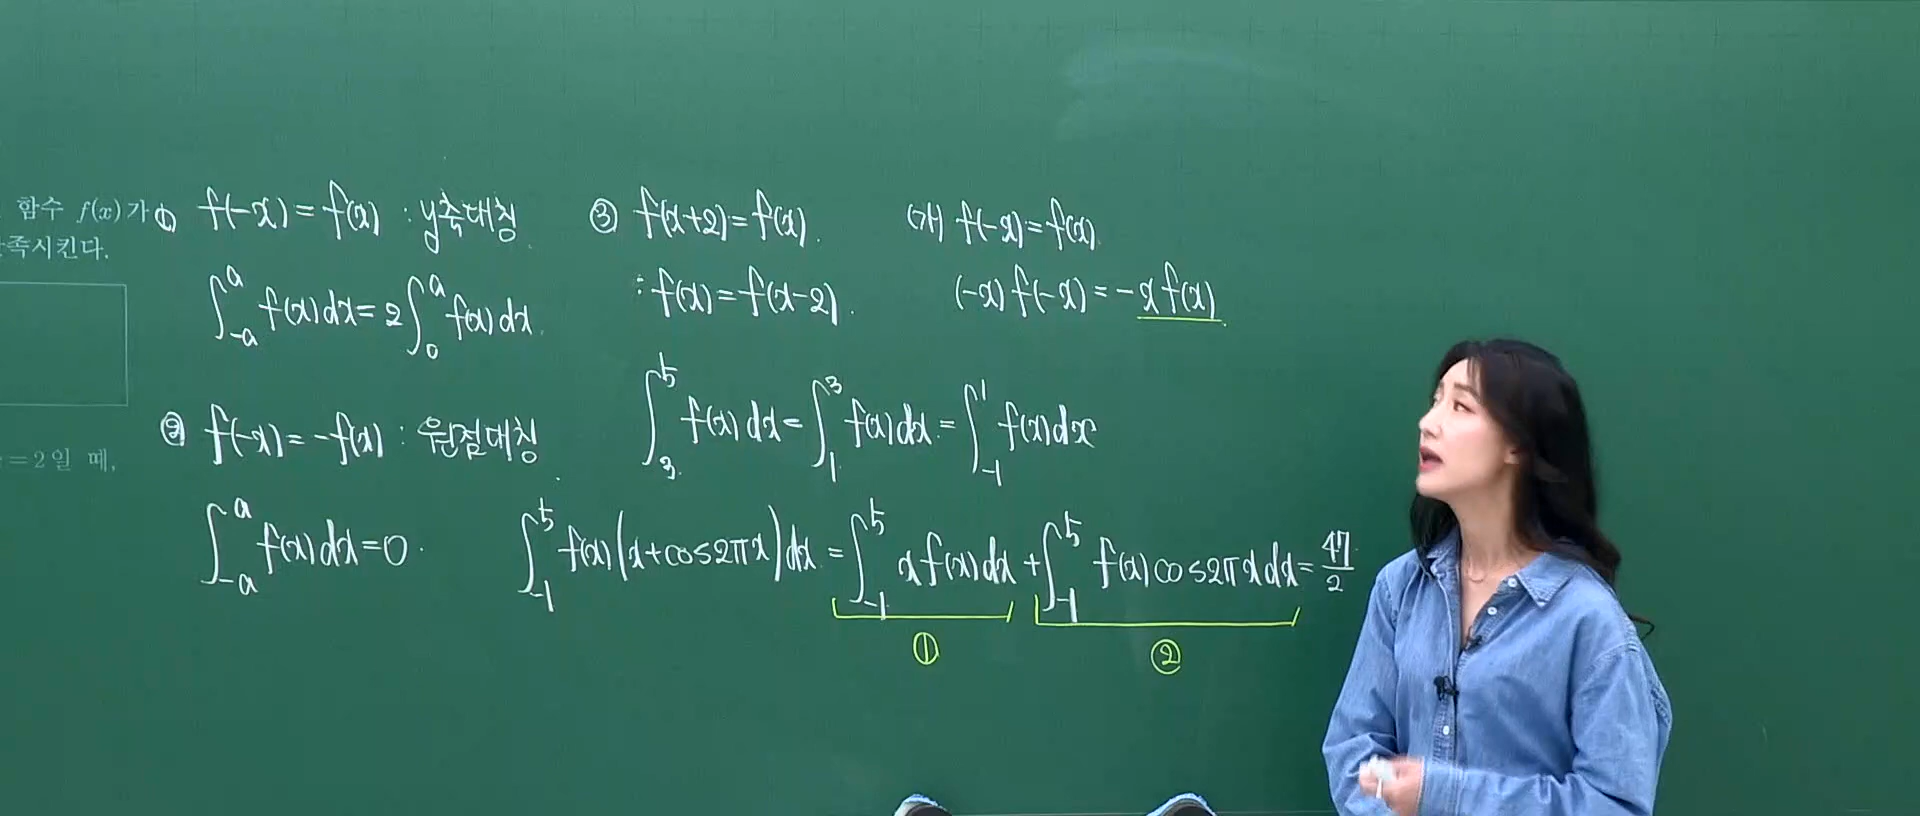 함수 f(x)가
족시킨다.
=2일 때,
① f(-x)=f(x) : y축대칭
∫_{-a}^{a} f(x)dx=2∫_{0}^{a} f(x)dx.
② f(-x)=-f(x) : 원점대칭
∫_{-a}^{a} f(x)dx=0.
③ f(x+2)=f(x).
: f(x)=f(x-2).
∫_{3}^{5} f(x)dx=∫_{1}^{3} f(x)dx=∫_{-1}^{1} f(x)dx
(가) f(-x)=f(x)
(-x)f(-x)=-xf(x)
∫_{-1}^{5} f(x)(x+cos2πx)dx=∫_{-1}^{5} xf(x)dx+∫_{-1}^{5} f(x)cos2πxdx=47/2
① ②